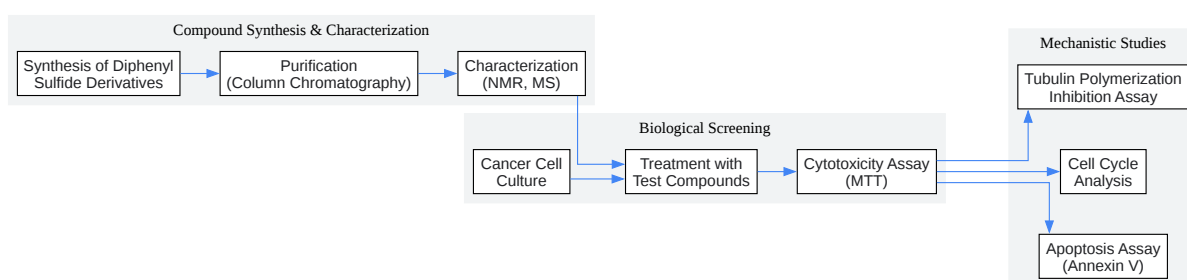 Compound Synthesis & Characterization
Synthesis of Diphenyl
Sulfide Derivatives
Purification
(Column Chromatography)
Characterization
(NMR, MS)
Biological Screening
Cancer Cell
Culture
Treatment with
Test Compounds
Cytotoxicity Assay
(MTT)
Mechanistic Studies
Tubulin Polymerization
Inhibition Assay
Cell Cycle
Analysis
Apoptosis Assay
(Annexin V)